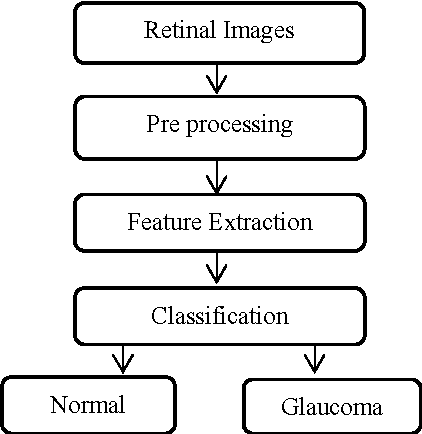 Retinal Images
Pre processing
Feature Extraction
Classification
Normal
Glaucoma